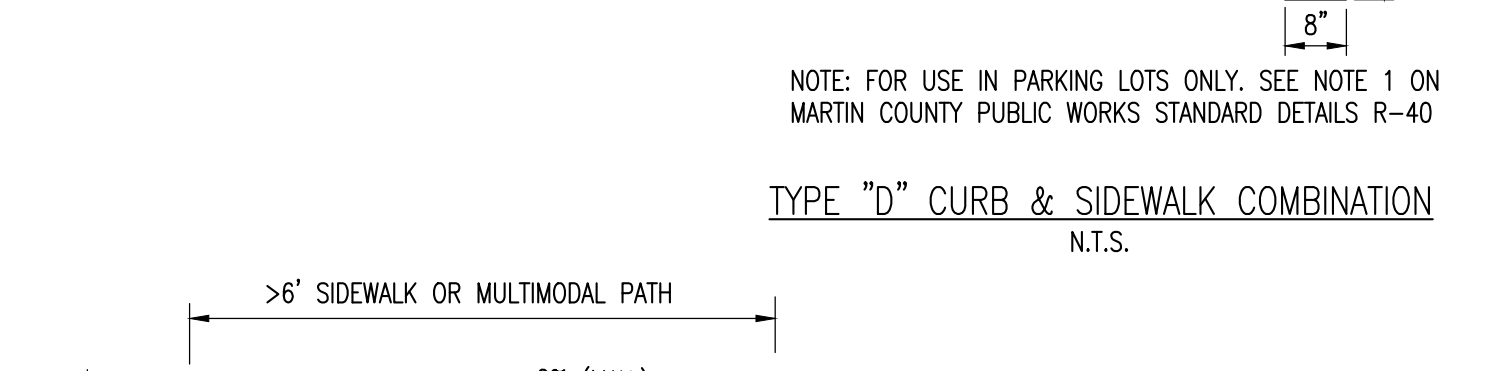 8”
NOTE: FOR USE IN PARKING LOTS ONLY. SEE NOTE 1 ON
MARTIN COUNTY PUBLIC WORKS STANDARD DETAILS R-40
TYPE ”D” CURB & SIDEWALK COMBINATION
N.T.S.
>6’ SIDEWALK OR MULTIMODAL PATH